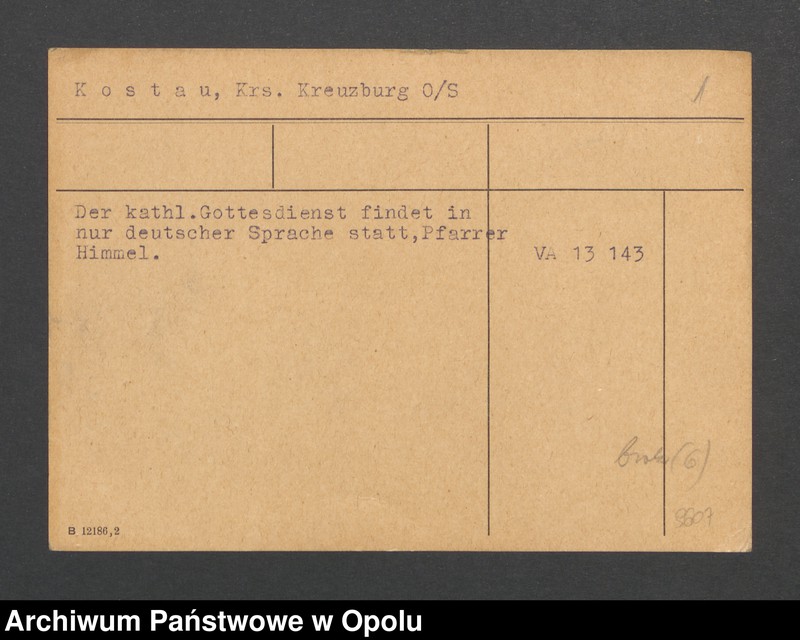 K o s t a u, Krs. Kreuzburg O/S
1
Der kathl.Gottesdienst findet in
nur deutscher Sprache statt,Pfarrer
Himmel.
VA 13 143
(6)
B 12186,2
Archiwum Państwowe w Opolu